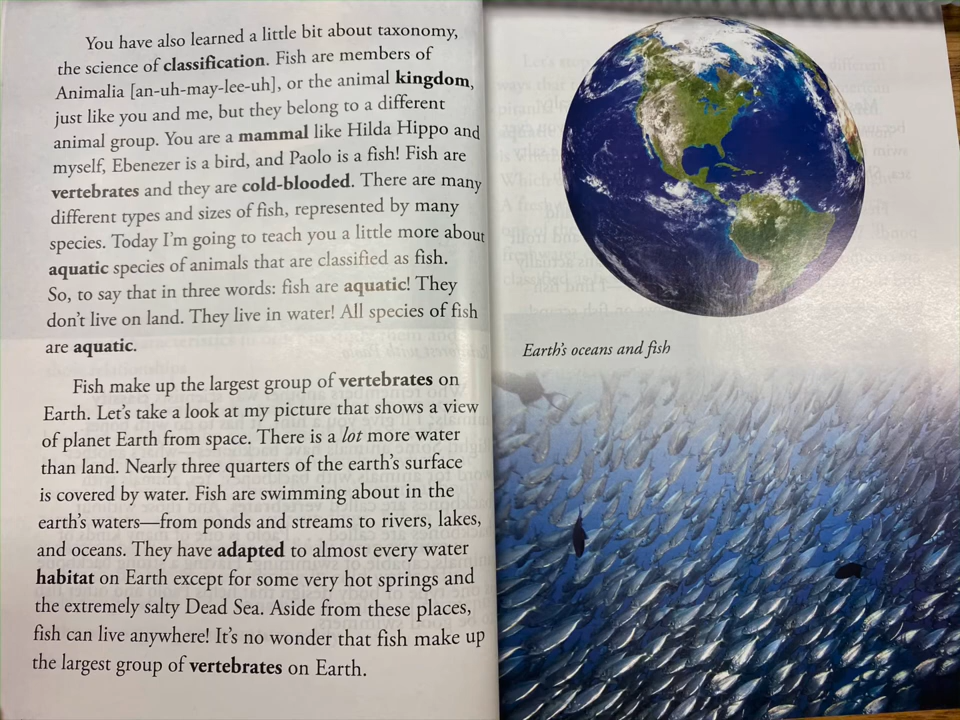 You have also learned a little bit about taxonomy,
the science of classification. Fish are members of
Animalia [an-uh-may-lee-uh], or the animal kingdom,
just like you and me, but they belong to a different
animal group. You are a mammal like Hilda Hippo and
myself, Ebenezer is a bird, and Paolo is a fish! Fish are
vertebrates and they are cold-blooded. There are many
different types and sizes of fish, represented by many
species. Today I'm going to teach you a little more about
aquatic species of animals that are classified as fish.
So, to say that in three words: fish are aquatic! They
don't live on land. They live in water! All species of fish
are aquatic.
Fish make up the largest group of vertebrates on
Earth. Let's take a look at my picture that shows a view
of planet Earth from space. There is a lot more water
than land. Nearly three quarters of the earth's surface
is covered by water. Fish are swimming about in the
earth's waters—from ponds and streams to rivers, lakes,
and oceans. They have adapted to almost every water
habitat on Earth except for some very hot springs and
the extremely salty Dead Sea. Aside from these places,
fish can live anywhere! It's no wonder that fish make up
the largest group of vertebrates on Earth.
Earth's oceans and fish